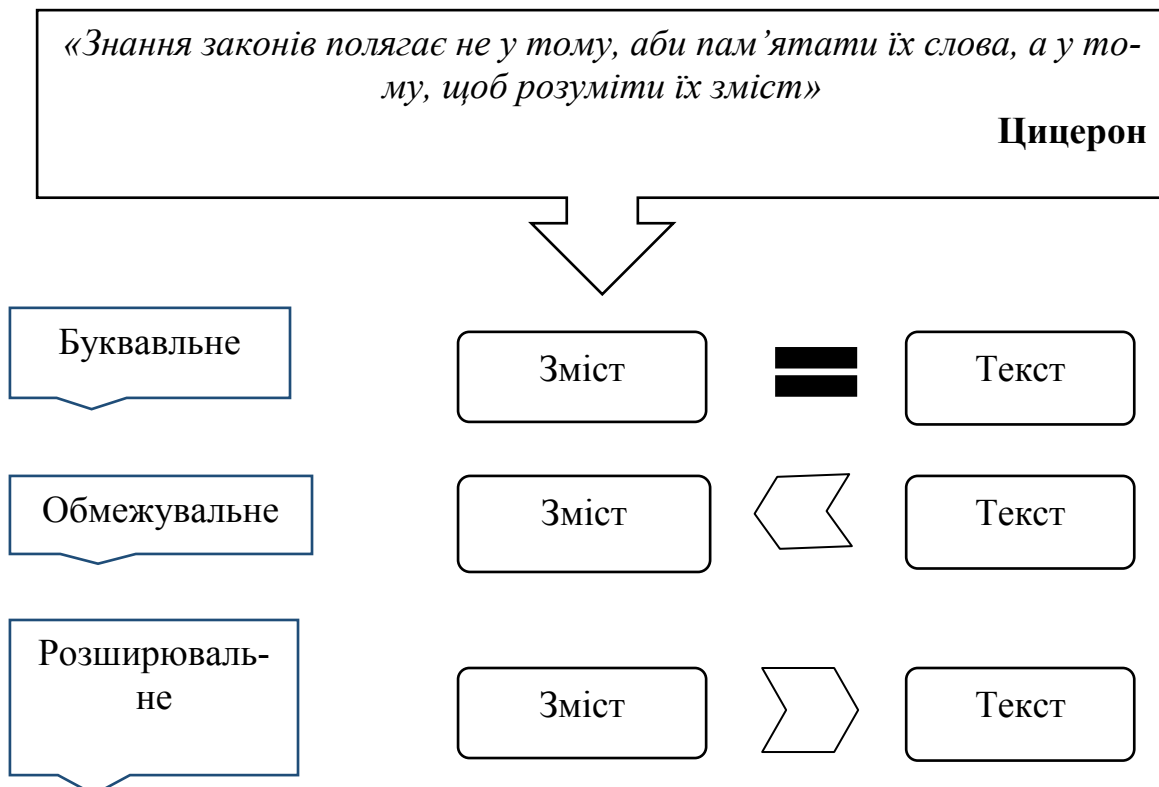 «Знання законів полягає не у тому, аби пам’ятати їх слова, а у то-
му, щоб розуміти їх зміст»
Цицерон
Буквавльне
Зміст
Текст
Обмежувальне
Зміст
Текст
Розширюваль-
не
Зміст
Текст